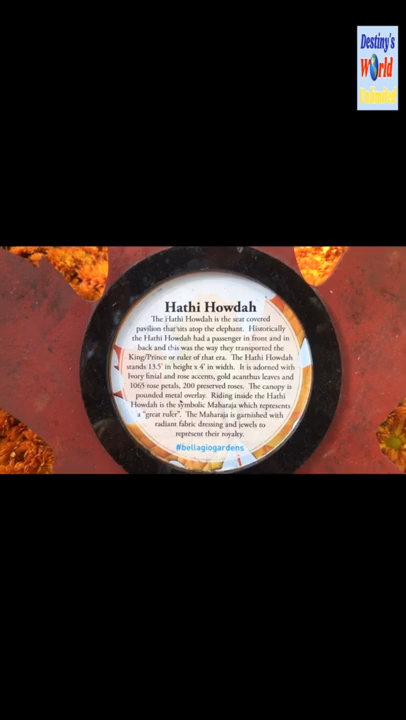 Destiny's
World
Unlimited
Hathi Howdah
The Hathi Howdah is the seat covered
pavilion that sits atop the elephant. Historically
the Hathi Howdah had a passenger in front and in
back and this was the way they transported the
King/Prince or ruler of that era. The Hathi Howdah
stands 13.5' in height x 4' in width. It is adorned with
Ivory finial and rose accents, gold acanthus leaves and
1065 rose petals, 200 preserved roses. The canopy is
pounded metal overlay. Riding inside the Hathi
Howdah is the symbolic Maharaja which represents
a "great ruler". The Maharaja is garnished with
radiant fabric dressing and jewels to
represent their royalty.
#bellagiogardens